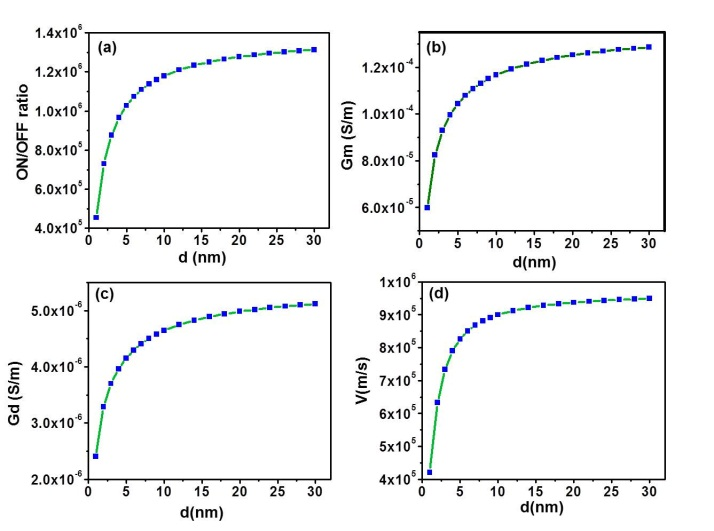 (a)
ON/OFF ratio
1.4x10⁶
1.2x10⁶
1.0x10⁶
8.0x10⁵
6.0x10⁵
4.0x10⁵
0 5 10 15 20 25 30
d (nm)
(b)
Gm (S/m)
1.2x10⁻⁴
1.0x10⁻⁴
8.0x10⁻⁵
6.0x10⁻⁵
0 5 10 15 20 25 30
d(nm)
(c)
Gd (S/m)
5.0x10⁻⁶
4.0x10⁻⁶
3.0x10⁻⁶
2.0x10⁻⁶
0 5 10 15 20 25 30
d(nm)
(d)
V(m/s)
1x10⁶
9x10⁵
8x10⁵
7x10⁵
6x10⁵
5x10⁵
4x10⁵
0 5 10 15 20 25 30
d(nm)